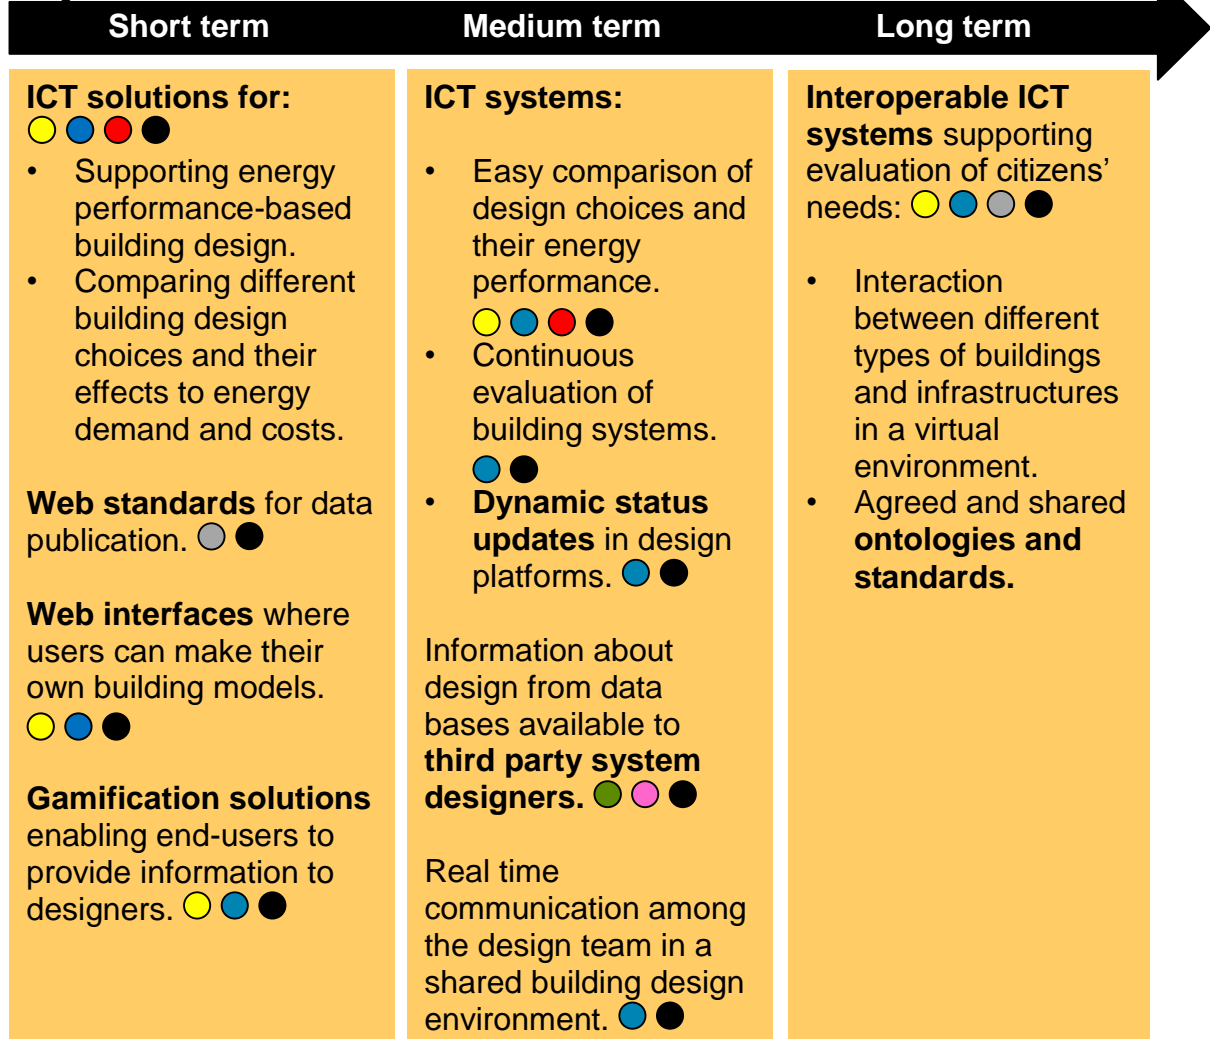 Short term
Medium term
Long term
ICT solutions for:
• Supporting energy
performance-based
building design.
• Comparing different
building design
choices and their
effects to energy
demand and costs.
Web standards for data
publication.
Web interfaces where
users can make their
own building models.
Gamification solutions
enabling end-users to
provide information to
designers.
ICT systems:
• Easy comparison of
design choices and
their energy
performance.
• Continuous
evaluation of
building systems.
• Dynamic status
updates in design
platforms.
Information about
design from data
bases available to
third party system
designers.
Real time
communication among
the design team in a
shared building design
environment.
Interoperable ICT
systems supporting
evaluation of citizens’
needs:
• Interaction
between different
types of buildings
and infrastructures
in a virtual
environment.
• Agreed and shared
ontologies and
standards.